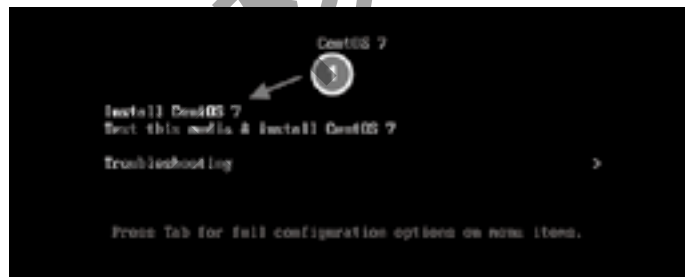 CentOS 7
Install CentOS 7
Test this media & install CentOS 7
Troubleshooting >
Press Tab for full configuration options on menu items.